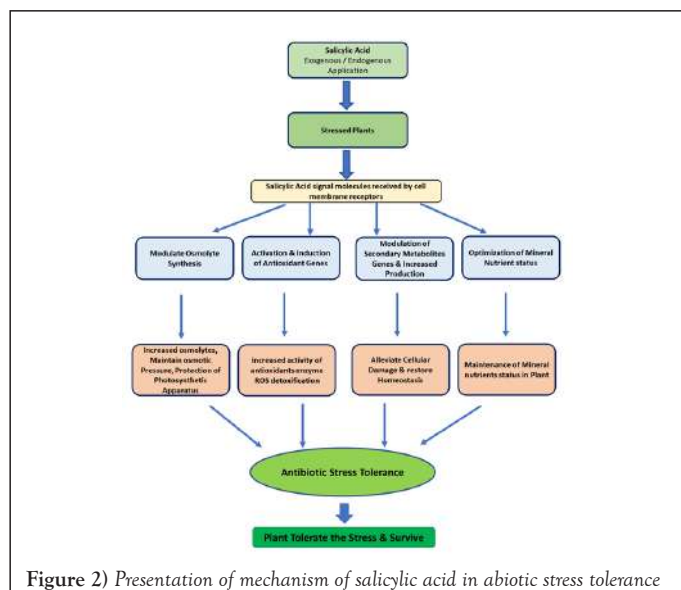 Salicylic Acid
Exogenous / Endogenous
Application
Stressed Plants
Salicylic Acid signal molecules received by cell
membrane receptors
Modulate Osmolyte
Synthesis
Activation & Induction
of Antioxidant Genes
Modulation of
Secondary Metabolites
Genes & Increased
Production
Optimization of Mineral
Nutrient status
Increased osmolytes,
Maintain osmotic
Pressure, Protection of
Photosynthetic
Apparatus
Increased activity of
antioxidants enzyme
ROS detoxification
Alleviate Cellular
Damage & restore
Homeostasis
Maintenance of Mineral
nutrients status in Plant
Antibiotic Stress Tolerance
Plant Tolerate the Stress & Survive
Figure 2) Presentation of mechanism of salicylic acid in abiotic stress tolerance